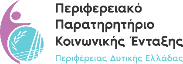 Περιφερειακό
Παρατηρητήριο
Κοινωνικής Ένταξης
Περιφέρειας Δυτικής Ελλάδας